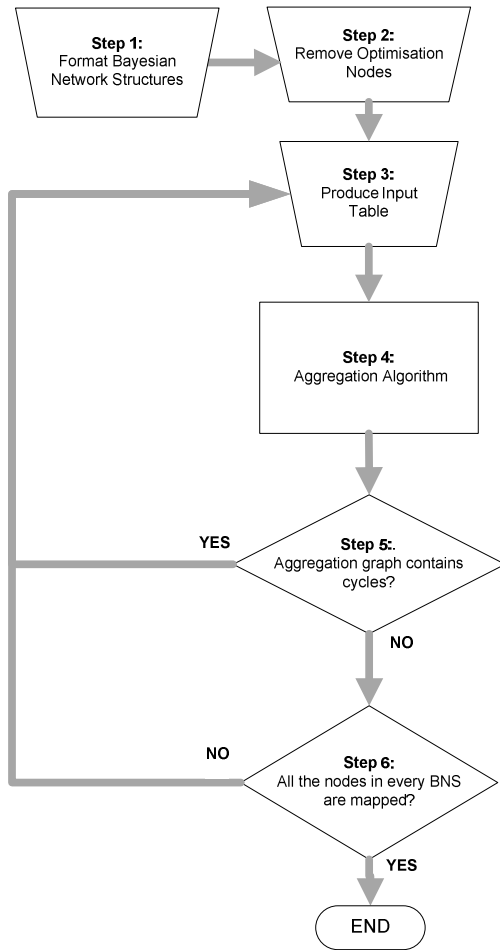 Step 1:
Format Bayesian
Network Structures
Step 2:
Remove Optimisation
Nodes
Step 3:
Produce Input
Table
Step 4:
Aggregation Algorithm
YES
Step 5:.
Aggregation graph contains
cycles?
NO
NO
Step 6:
All the nodes in every BNS
are mapped?
YES
END